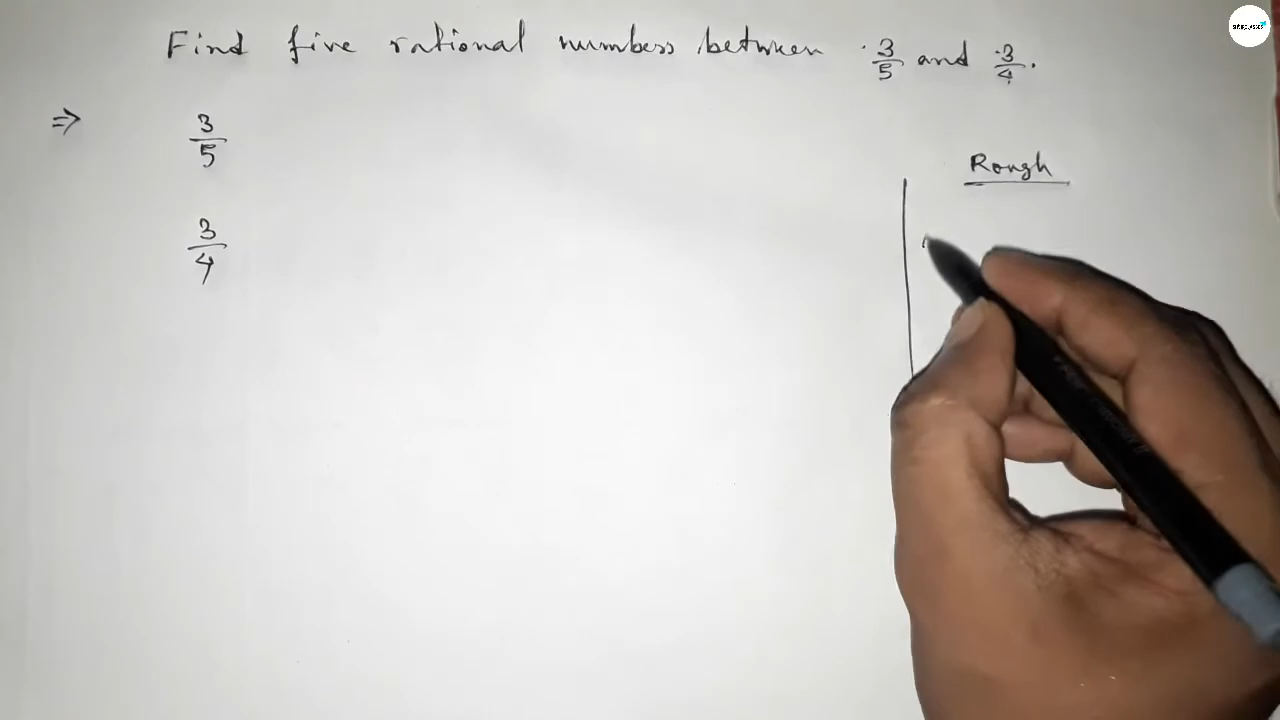 Find five rational numbers between 3/5 and 3/4.
⇒ 3/5
Rough
3/4